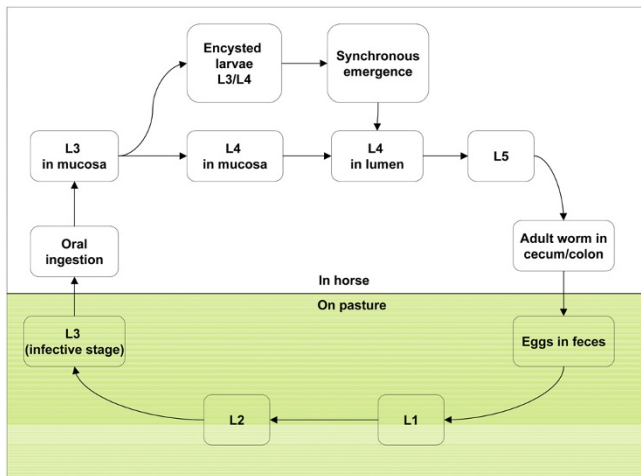 Encysted
larvae
L3/L4
Synchronous
emergence
L3
in mucosa
L4
in mucosa
L4
in lumen
L5
Oral
ingestion
Adult worm in
cecum/colon
In horse
On pasture
L3
(infective stage)
Eggs in feces
L2
L1